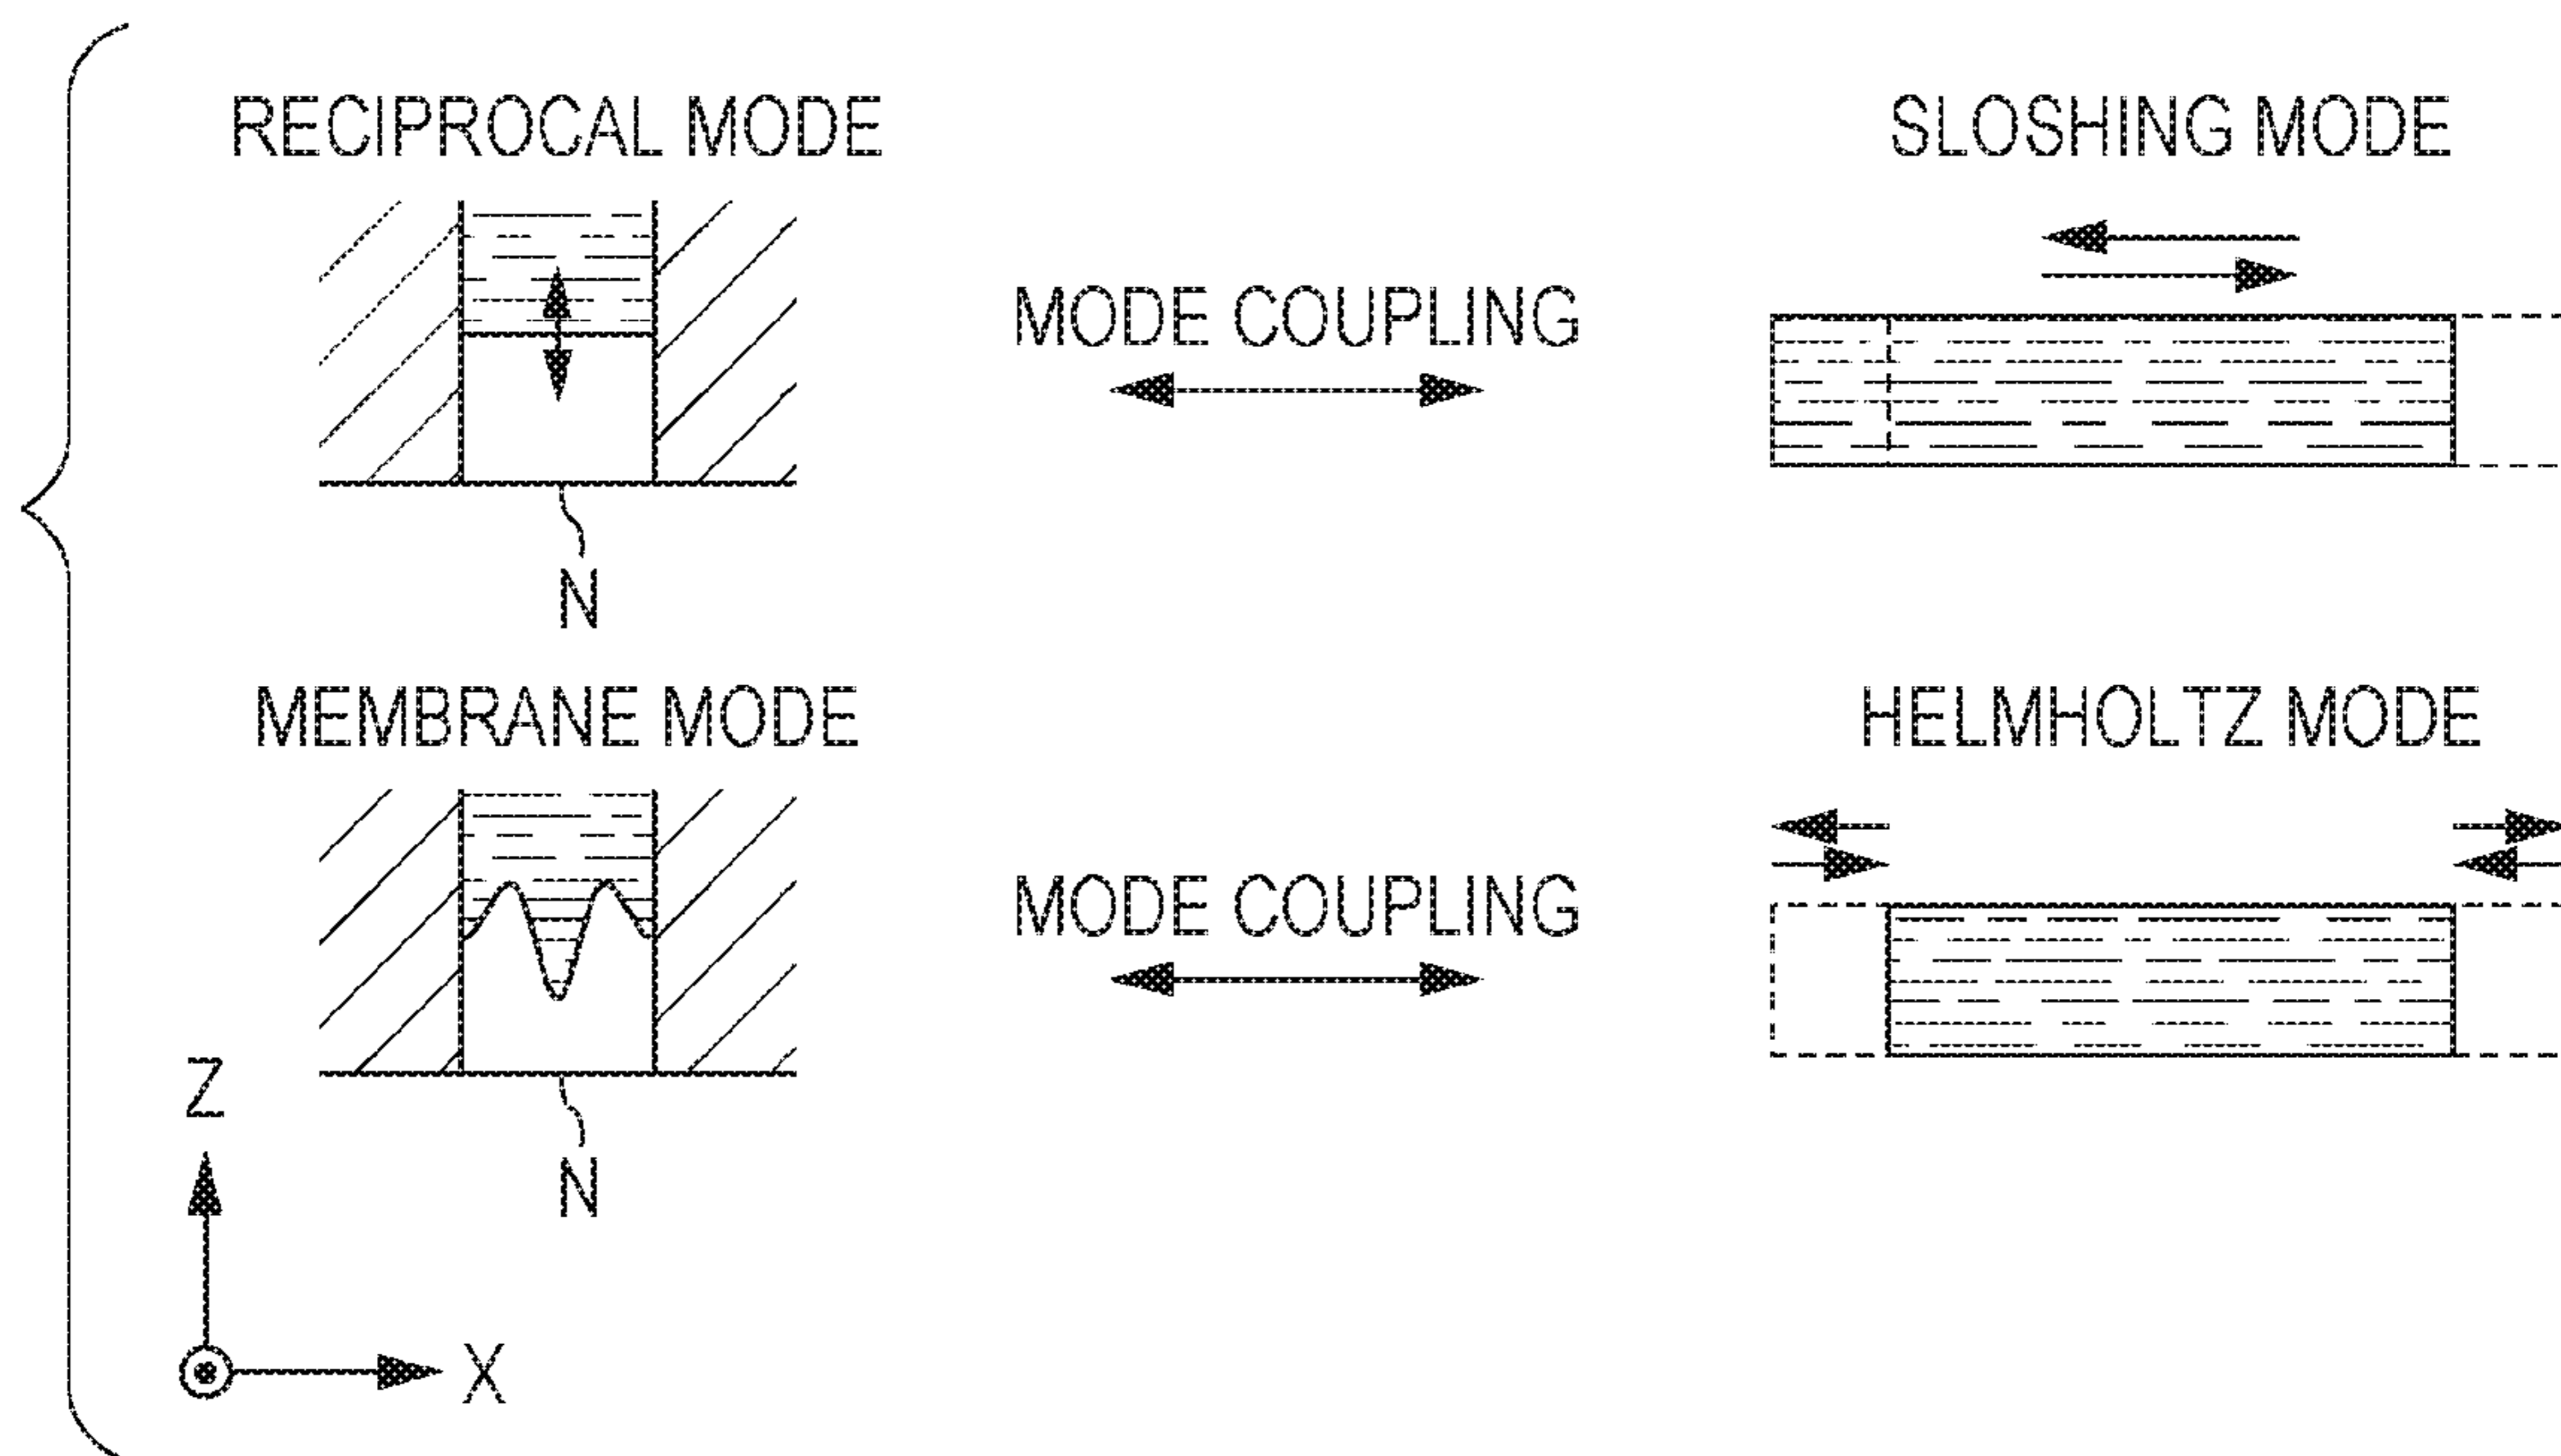 RECIPROCAL MODE
SLOSHING MODE
MODE COUPLING
N
MEMBRANE MODE
HELMHOLTZ MODE
MODE COUPLING
N
Z
X